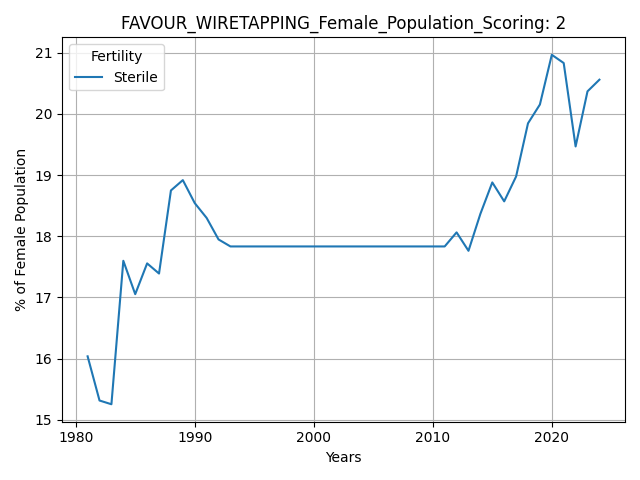 FAVOUR_WIRETAPPING_Female_Population_Scoring: 2
Fertility
Sterile
% of Female Population
21
20
19
18
17
16
15
1980 1990 2000 2010 2020
Years